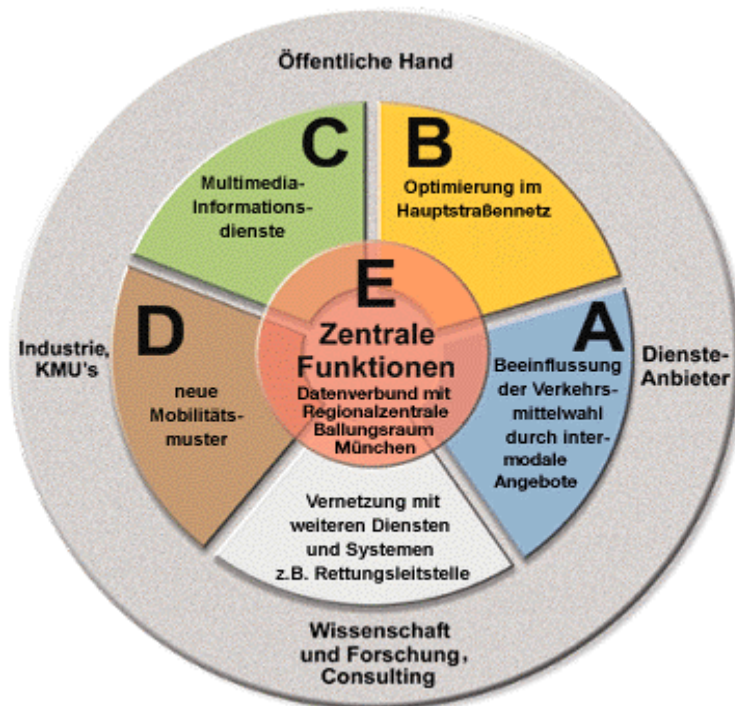 Öffentliche Hand
C
Multimedia-
Informations-
dienste
B
Optimierung im
Hauptstraßennetz
E
Zentrale
Funktionen
Datenverbund mit
Regionalzentrale
Ballungsraum
München
Industrie,
KMU's
D
neue
Mobilitäts-
muster
A
Beeinflussung
der Verkehrs-
mittelwahl
durch inter-
modale
Angebote
Dienste-
Anbieter
Vernetzung mit
weiteren Diensten
und Systemen
z.B. Rettungsleitstelle
Wissenschaft
und Forschung,
Consulting